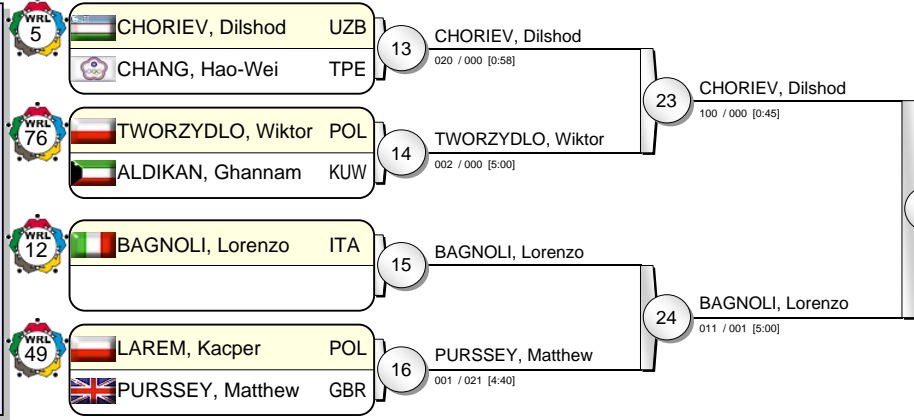 WRL
5
CHORIEV, Dilshod UZB
CHANG, Hao-Wei TPE
13
CHORIEV, Dilshod
020 / 000 [0:58]
WRL
76
TWORZYDLO, Wiktor POL
ALDIKAN, Ghannam KUW
14
TWORZYDLO, Wiktor
002 / 000 [5:00]
23
CHORIEV, Dilshod
100 / 000 [0:45]
WRL
12
BAGNOLI, Lorenzo ITA
15
BAGNOLI, Lorenzo
WRL
49
LAREM, Kacper POL
PURSSEY, Matthew GBR
16
PURSSEY, Matthew
001 / 021 [4:40]
24
BAGNOLI, Lorenzo
011 / 001 [5:00]